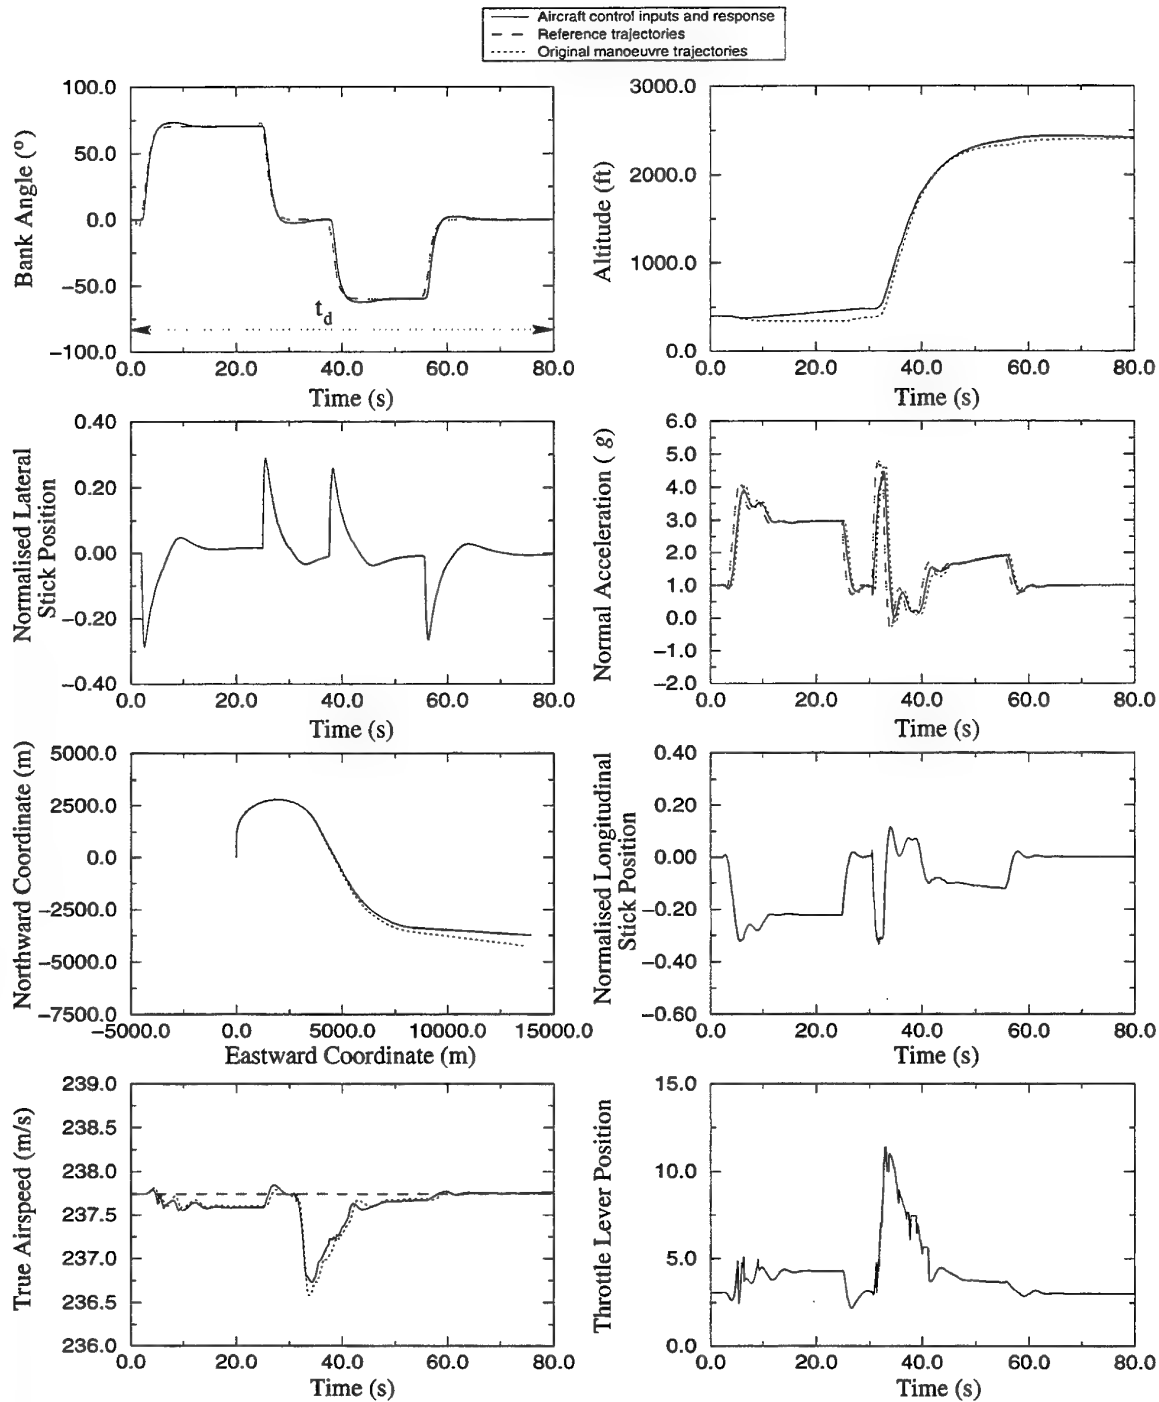 Aircraft control inputs and response
Reference trajectories
Original manoeuvre trajectories
100.0
50.0
0.0
−50.0
−100.0
Bank Angle (°)
t_d
0.0 20.0 40.0 60.0 80.0
Time (s)
3000.0
2000.0
1000.0
0.0
Altitude (ft)
0.0 20.0 40.0 60.0 80.0
Time (s)
0.40
0.20
0.00
−0.20
−0.40
Normalised Lateral
Stick Position
0.0 20.0 40.0 60.0 80.0
Time (s)
6.0
5.0
4.0
3.0
2.0
1.0
0.0
−1.0
−2.0
Normal Acceleration ( g)
0.0 20.0 40.0 60.0 80.0
Time (s)
5000.0
2500.0
0.0
−2500.0
−5000.0
−7500.0
Northward Coordinate (m)
−5000.0 0.0 5000.0 10000.0 15000.0
Eastward Coordinate (m)
0.40
0.20
0.00
−0.20
−0.40
−0.60
Normalised Longitudinal
Stick Position
0.0 20.0 40.0 60.0 80.0
Time (s)
239.0
238.5
238.0
237.5
237.0
236.5
236.0
True Airspeed (m/s)
0.0 20.0 40.0 60.0 80.0
Time (s)
15.0
10.0
5.0
0.0
Throttle Lever Position
0.0 20.0 40.0 60.0 80.0
Time (s)